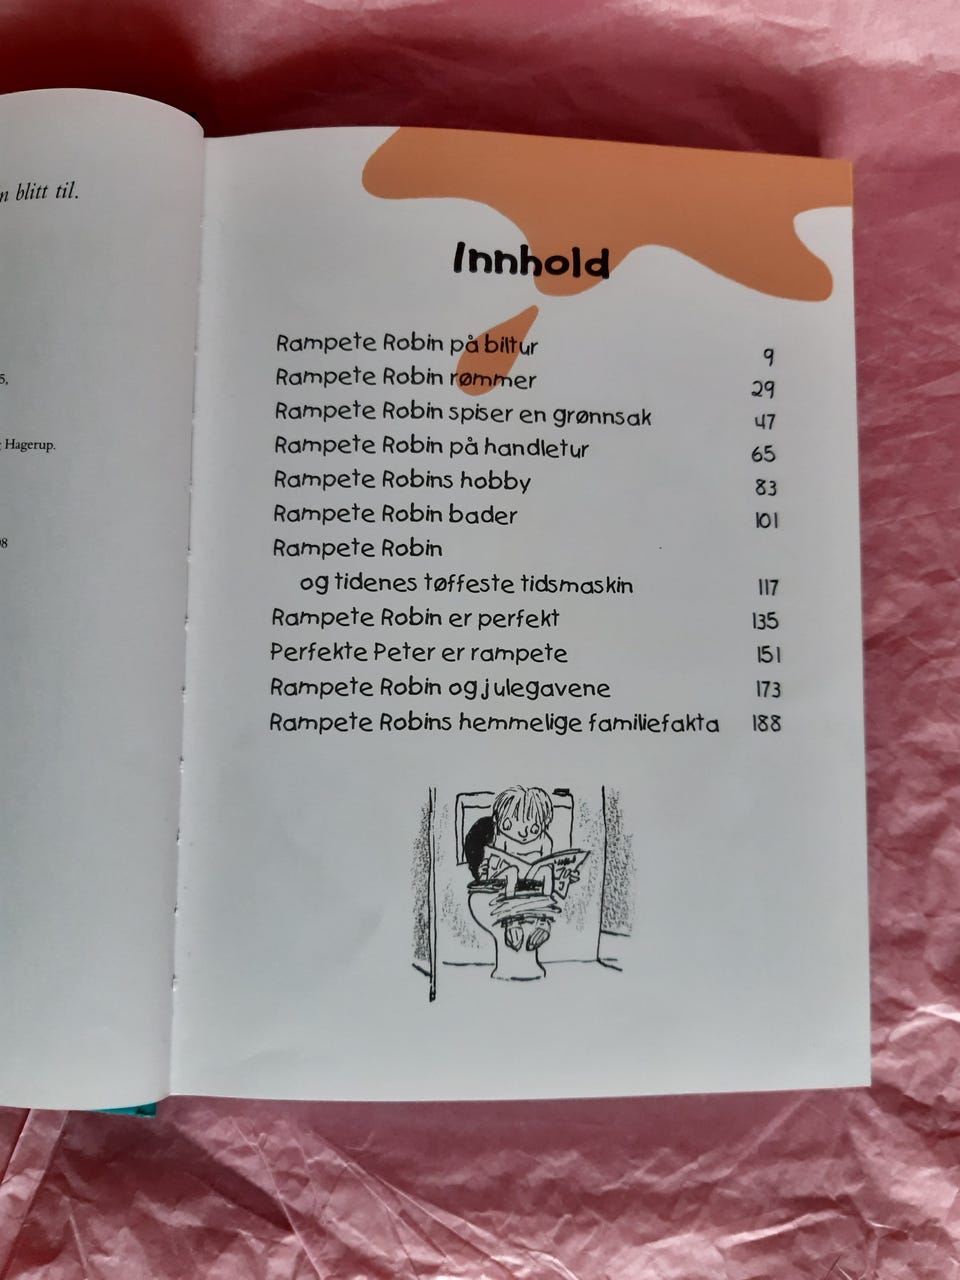 n blitt til.
5,
Hagerup.
98
Innhold
Rampete Robin på biltur 9
Rampete Robin rømmer 29
Rampete Robin spiser en grønnsak 47
Rampete Robin på handletur 65
Rampete Robins hobby 83
Rampete Robin bader 101
Rampete Robin
og tidenes tøffeste tidsmaskin 117
Rampete Robin er perfekt 135
Perfekte Peter er rampete 151
Rampete Robin og julegavene 173
Rampete Robins hemmelige familiefakta 188